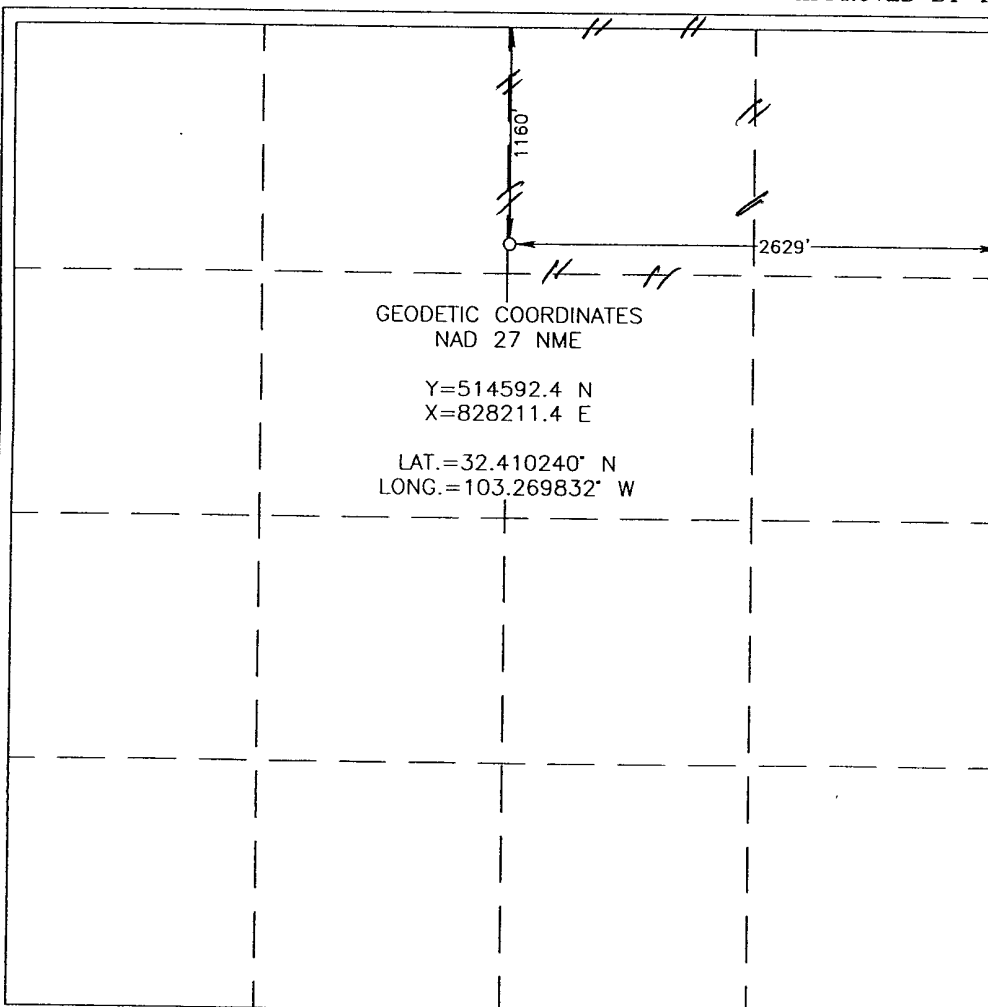 1160'
2629'
GEODETIC COORDINATES
NAD 27 NME
Y=514592.4 N
X=828211.4 E
LAT.=32.410240° N
LONG.=103.269832° W